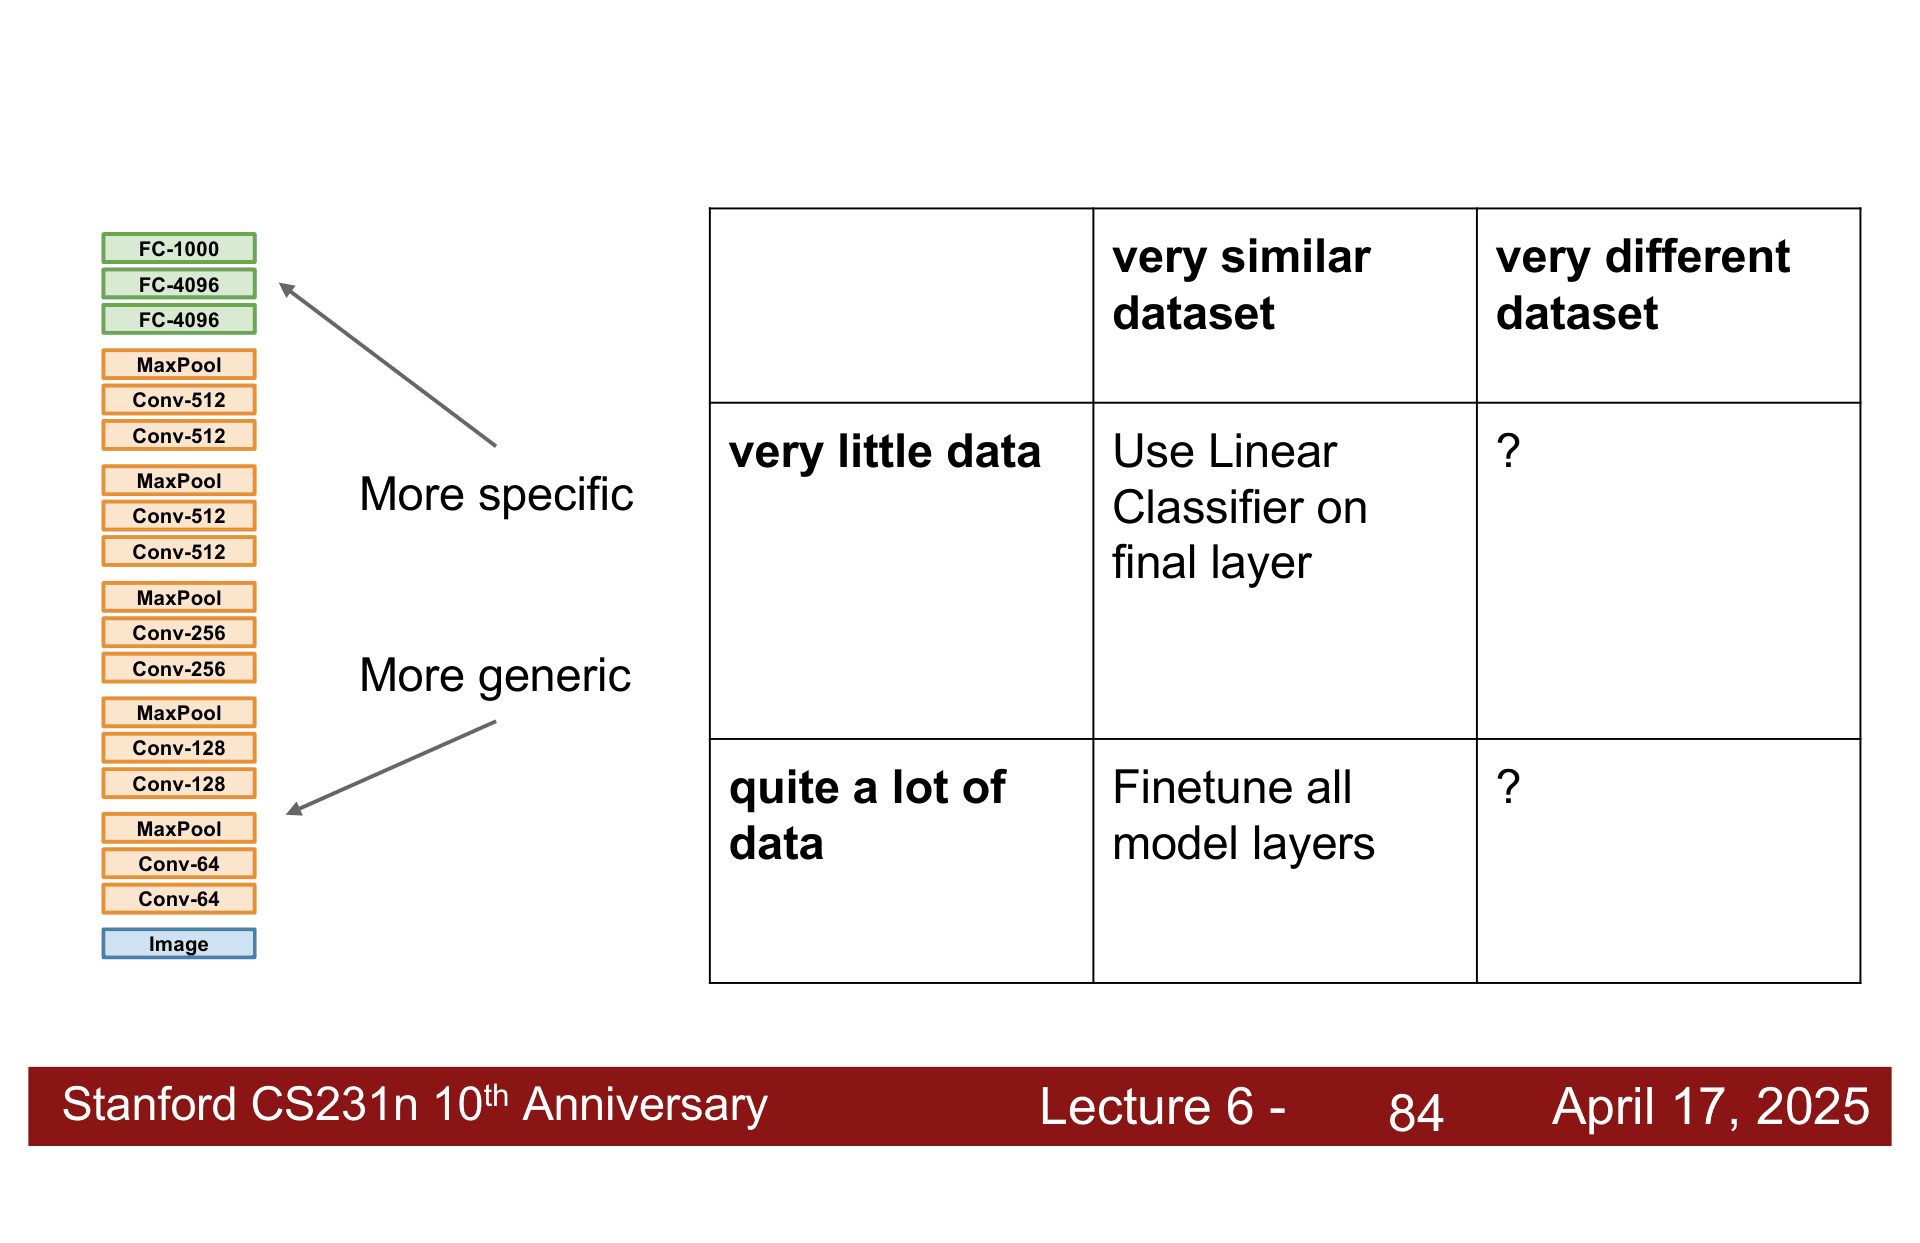 FC-1000
FC-4096
FC-4096
MaxPool
Conv-512
Conv-512
MaxPool
Conv-512
Conv-512
MaxPool
Conv-256
Conv-256
MaxPool
Conv-128
Conv-128
MaxPool
Conv-64
Conv-64
Image
More specific
More generic
very similar
dataset
very different
dataset
very little data
Use Linear
Classifier on
final layer
?
quite a lot of
data
Finetune all
model layers
?
Stanford CS231n 10th Anniversary
Lecture 6 - 84
April 17, 2025